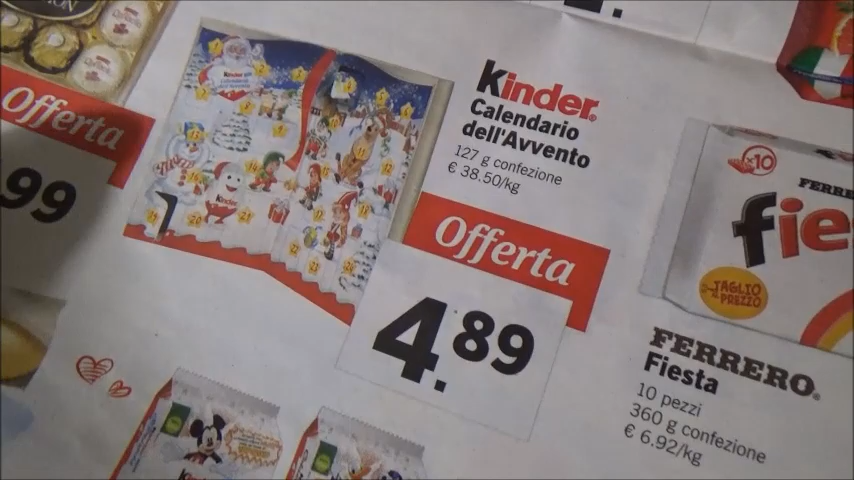 Offerta
99
Kinder
Calendario
dell'Avvento
127 g confezione
€ 38.50/kg
Offerta
4.89
x10
FERRE
fie
TAGLIO
PREZZO
FERRERO
Fiesta
10 pezzi
360 g confezione
€ 6.92/kg